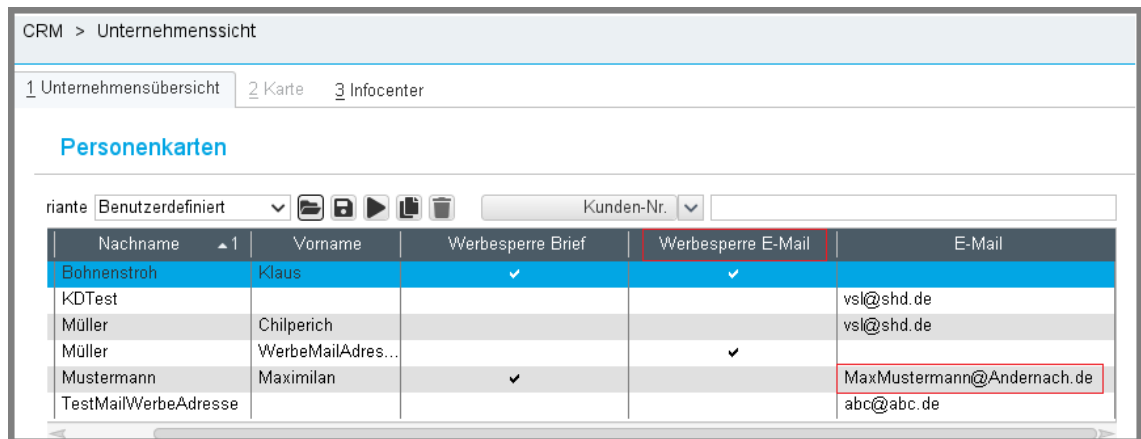 CRM > Unternehmenssicht
1 Unternehmensübersicht 2 Karte 3 Infocenter
Personenkarten
riante Benutzerdefiniert Kunden-Nr.
Nachname 1 Vorname Werbesperre Brief Werbesperre E-Mail E-Mail
Bohnenstroh Klaus ✓ ✓
KDTest vsl@shd.de
Müller Chilperich vsl@shd.de
Müller WerbeMailAdres... ✓
Mustermann Maximilan ✓ MaxMustermann@Andernach.de
TestMailWerbeAdresse abc@abc.de